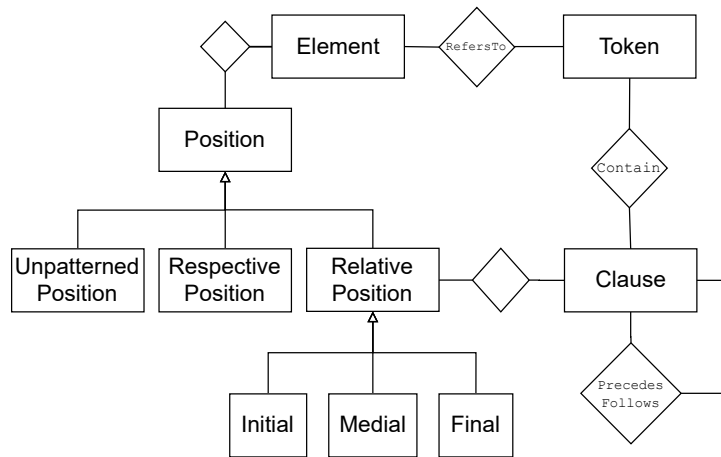 Element
RefersTo
Token
Position
Contain
Unpatterned
Position
Respective
Position
Relative
Position
Clause
Precedes
Follows
Initial
Medial
Final